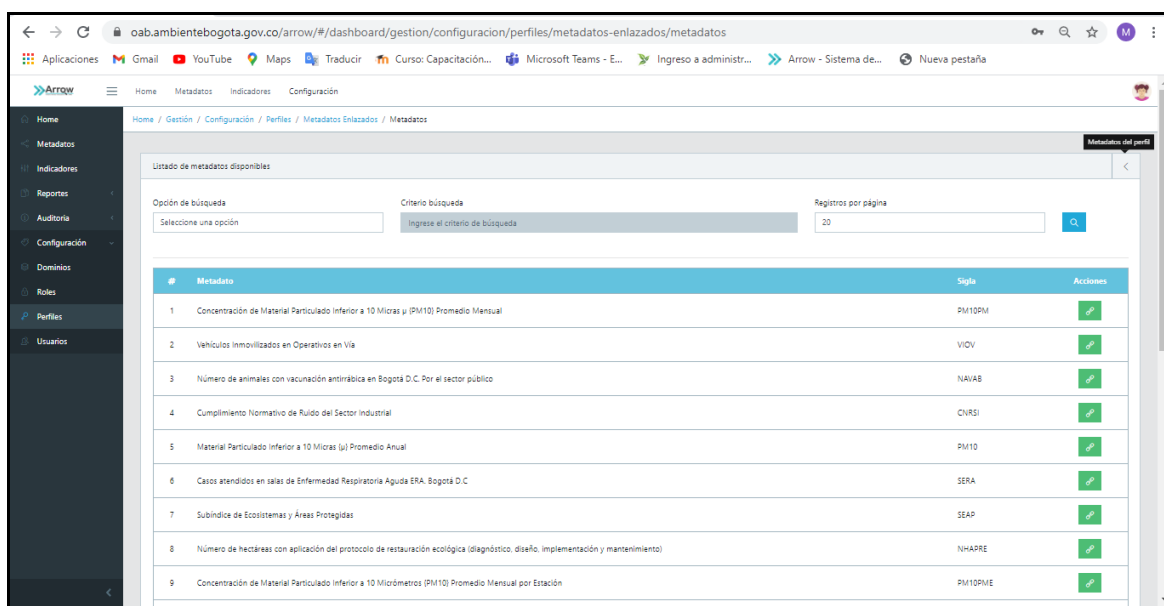 oab.ambientebogota.gov.co/arrow/#/dashboard/gestion/configuracion/perfiles/metadatos-enlazados/metadatos M
Aplicaciones Gmail YouTube Maps Traducir Curso: Capacitación... Microsoft Teams - E... Ingreso a administr... Arrow - Sistema de... Nueva pestaña
Arrow Home Metadatos Indicadores Configuración
Home
Home / Gestión / Configuración / Perfiles / Metadatos Enlazados / Metadatos
Metadatos
Metadatos del perfil
Indicadores
Listado de metadatos disponibles
Reportes
Opción de búsqueda Criterio búsqueda Registros por página
Auditoria
Seleccione una opción Ingrese el criterio de búsqueda 20
Configuración
Dominios
Roles
Perfiles
Usuarios
# Metadato Sigla Acciones
1 Concentración de Material Particulado Inferior a 10 Micras µ (PM10) Promedio Mensual PM10PM
2 Vehículos Inmovilizados en Operativos en Vía VIOV
3 Número de animales con vacunación antirrábica en Bogotá D.C. Por el sector público NAVAB
4 Cumplimiento Normativo de Ruido del Sector Industrial CNRSI
5 Material Particulado Inferior a 10 Micras (µ) Promedio Anual PM10
6 Casos atendidos en salas de Enfermedad Respiratoria Aguda ERA. Bogotá D.C SERA
7 Subíndice de Ecosistemas y Áreas Protegidas SEAP
8 Número de hectáreas con aplicación del protocolo de restauración ecológica (diagnóstico, diseño, implementación y mantenimiento) NHAPRE
9 Concentración de Material Particulado Inferior a 10 Micrómetros (PM10) Promedio Mensual por Estación PM10PME